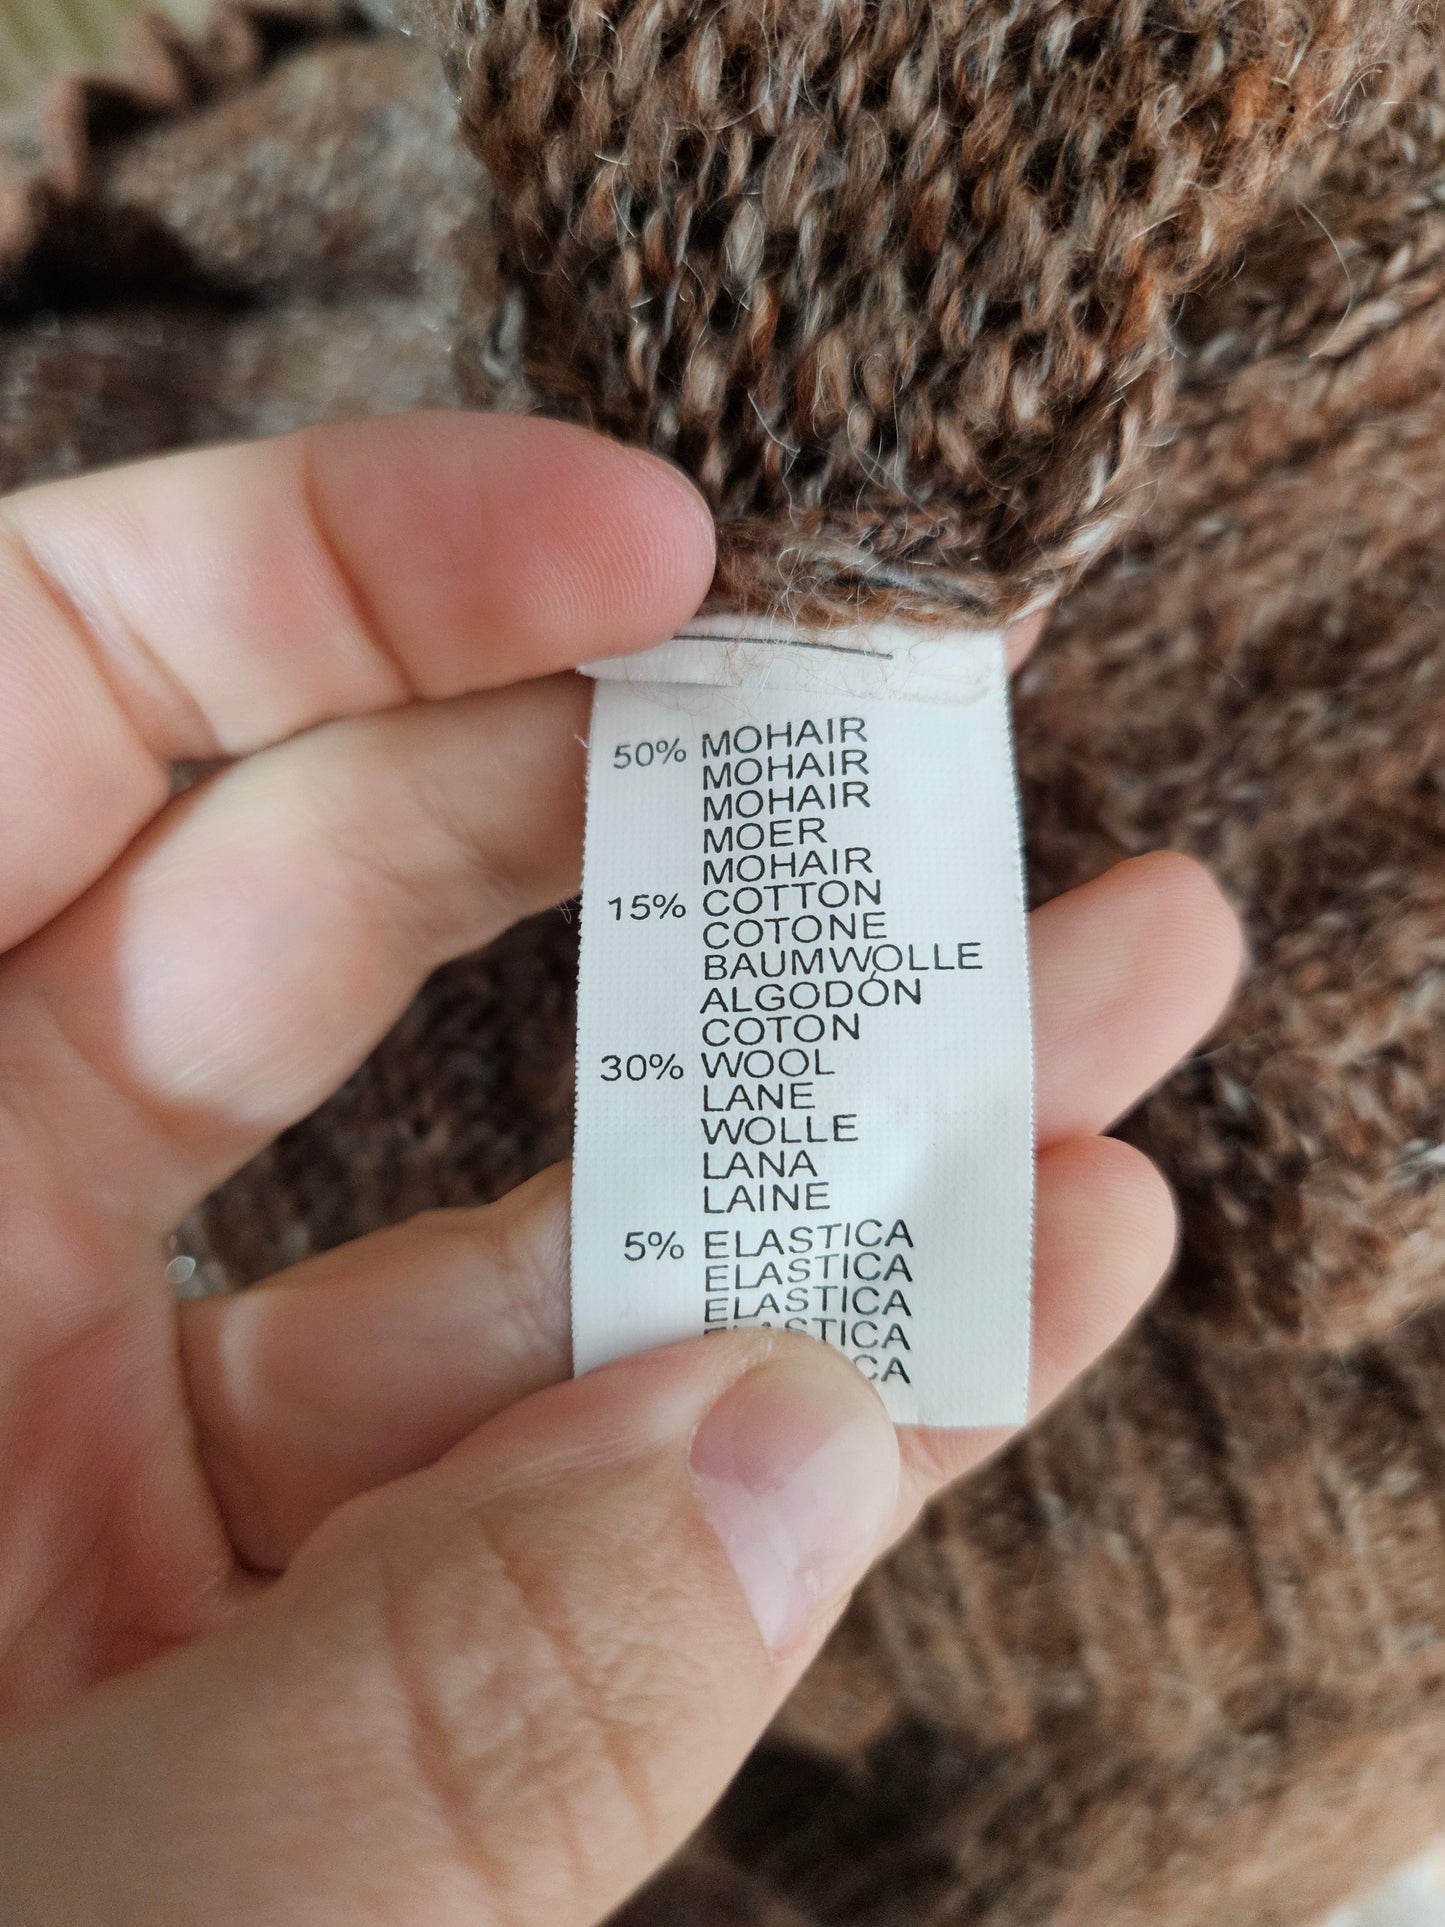 50% MOHAIR
MOHAIR
MOHAIR
MOER
MOHAIR
15% COTTON
COTONE
BAUMWOLLE
ALGODÓN
COTON
30% WOOL
LANE
WOLLE
LANA
LAINE
5% ELASTICA
ELASTICA
ELASTICA
ELASTICA